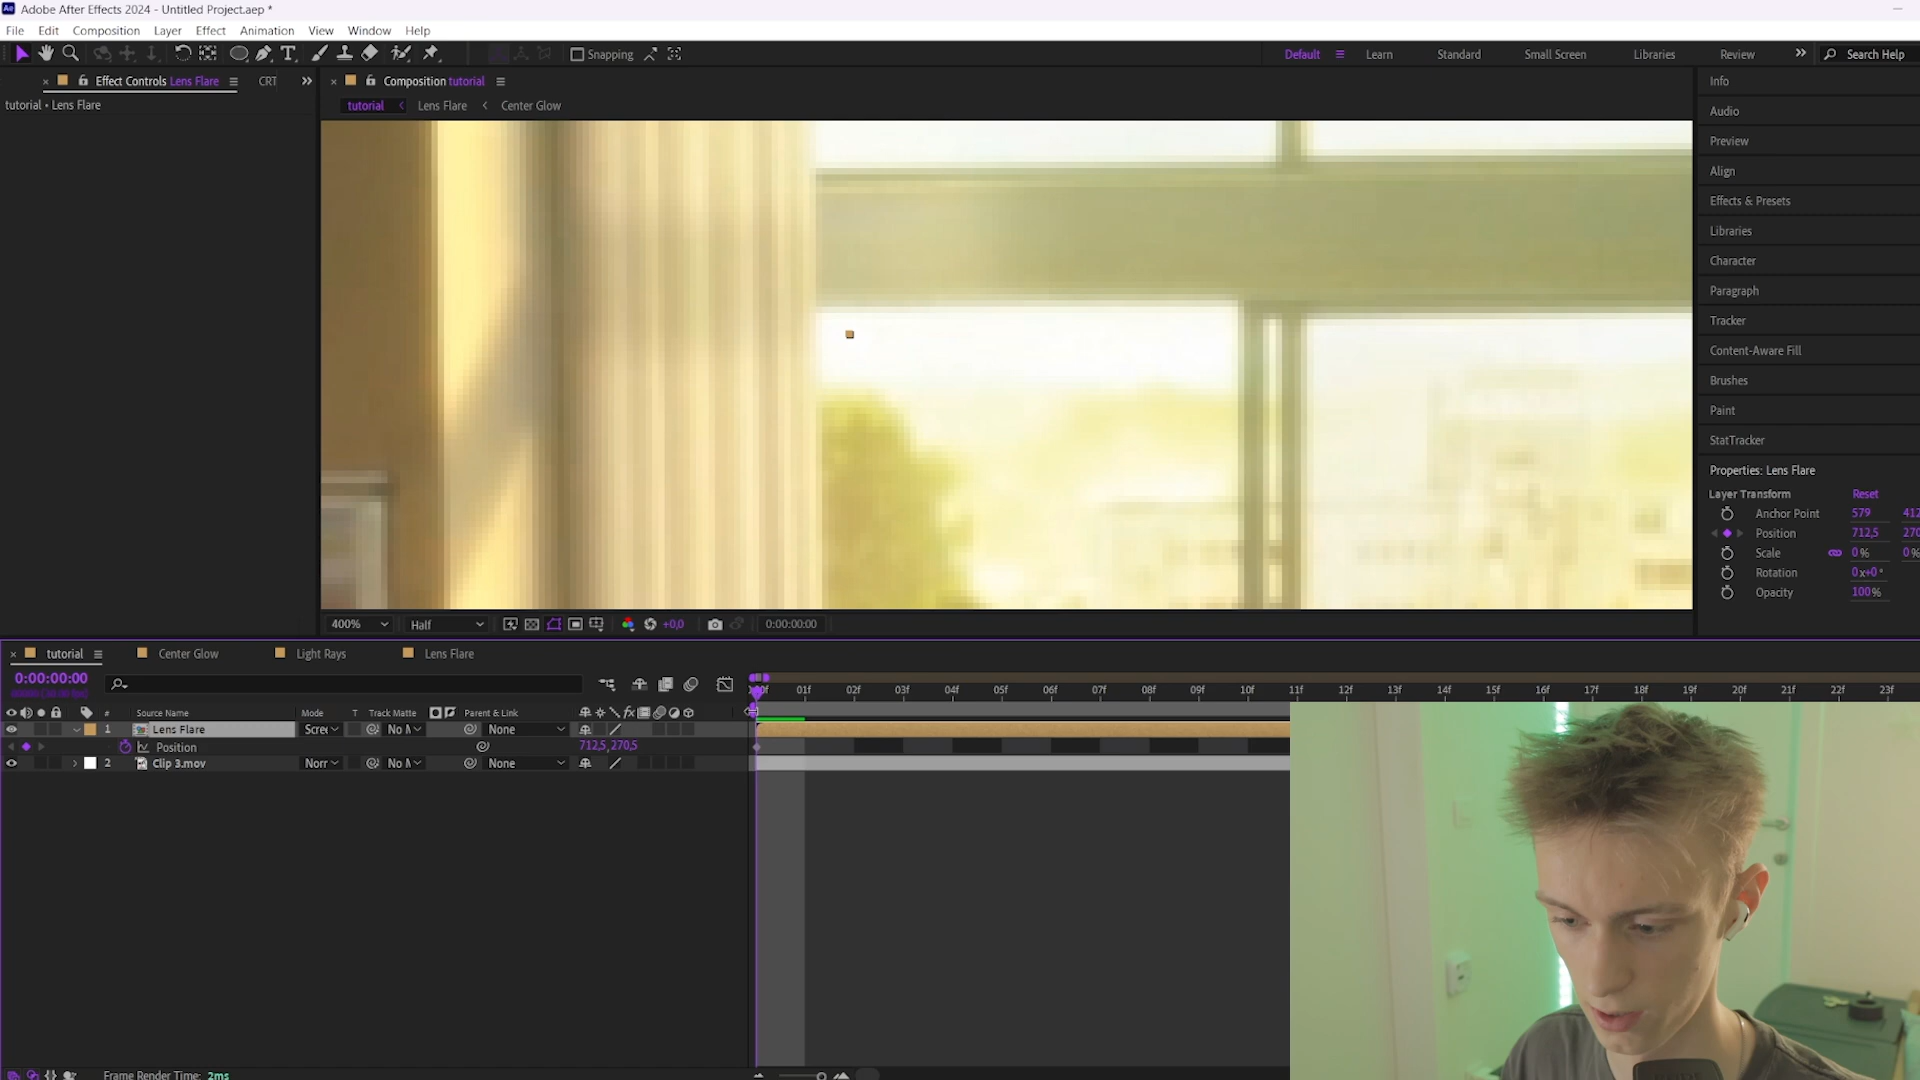 Adobe After Effects 2024 - Untitled Project.aep *
File Edit Composition Layer Effect Animation View Window Help
Snapping Default Learn Standard Small Screen Libraries Review Search Help
Effect Controls Lens Flare CRT
Composition tutorial
tutorial • Lens Flare
tutorial Lens Flare Center Glow
Info
Audio
Preview
Align
Effects & Presets
Libraries
Character
Paragraph
Tracker
Content-Aware Fill
Brushes
Paint
StatTracker
Properties: Lens Flare
Layer Transform Reset
Anchor Point 579 412
Position 712,5 270
Scale 0% 0%
Rotation 0x+0°
Opacity 100%
400% Half +0,0 0:00:00:00
tutorial Center Glow Light Rays Lens Flare
0:00:00:00
01f 02f 03f 04f 05f 06f 07f 08f 09f 10f 11f 12f 13f 14f 15f 16f 17f 18f 19f 20f 21f 22f 23f
# Source Name Mode T Track Matte Parent & Link
1 Lens Flare Scre No M None
Position 712,5,270,5
2 Clip 3.mov Norr No M None
Frame Render Time: 2ms